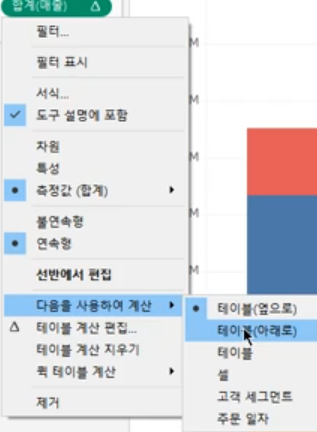 합계(매출) Δ
필터...
필터 표시
서식...
도구 설명에 포함
차원
특성
측정값 (합계)
불연속형
연속형
선반에서 편집
다음을 사용하여 계산
테이블 계산 편집...
테이블 계산 지우기
퀵 테이블 계산
제거
테이블(옆으로)
테이블(아래로)
테이블
셀
고객 세그먼트
주문 일자
M
M
M
M
M